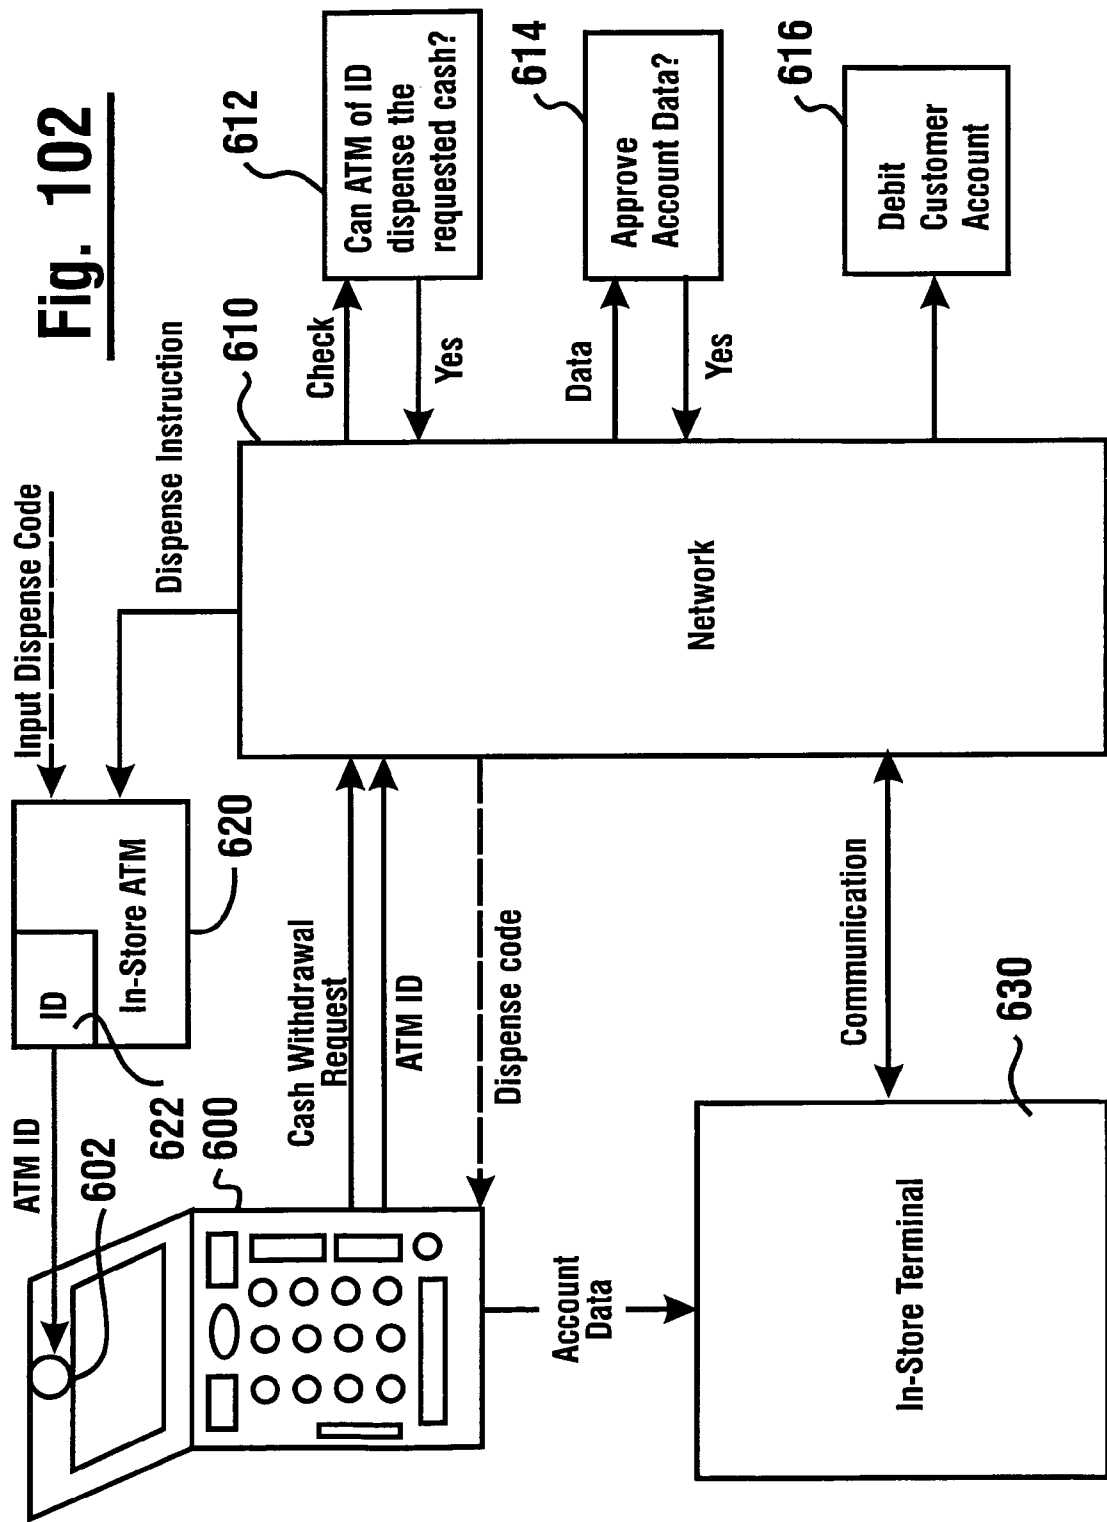 Fig. 102
Input Dispense Code
Dispense Instruction
ATM ID
ID
In-Store ATM
622
620
602
600
Cash Withdrawal
Request
ATM ID
Dispense code
610
Network
Check
Yes
612
Can ATM of ID
dispense the
requested cash?
Data
Yes
614
Approve
Account Data?
616
Debit
Customer
Account
Account
Data
Communication
In-Store Terminal
630